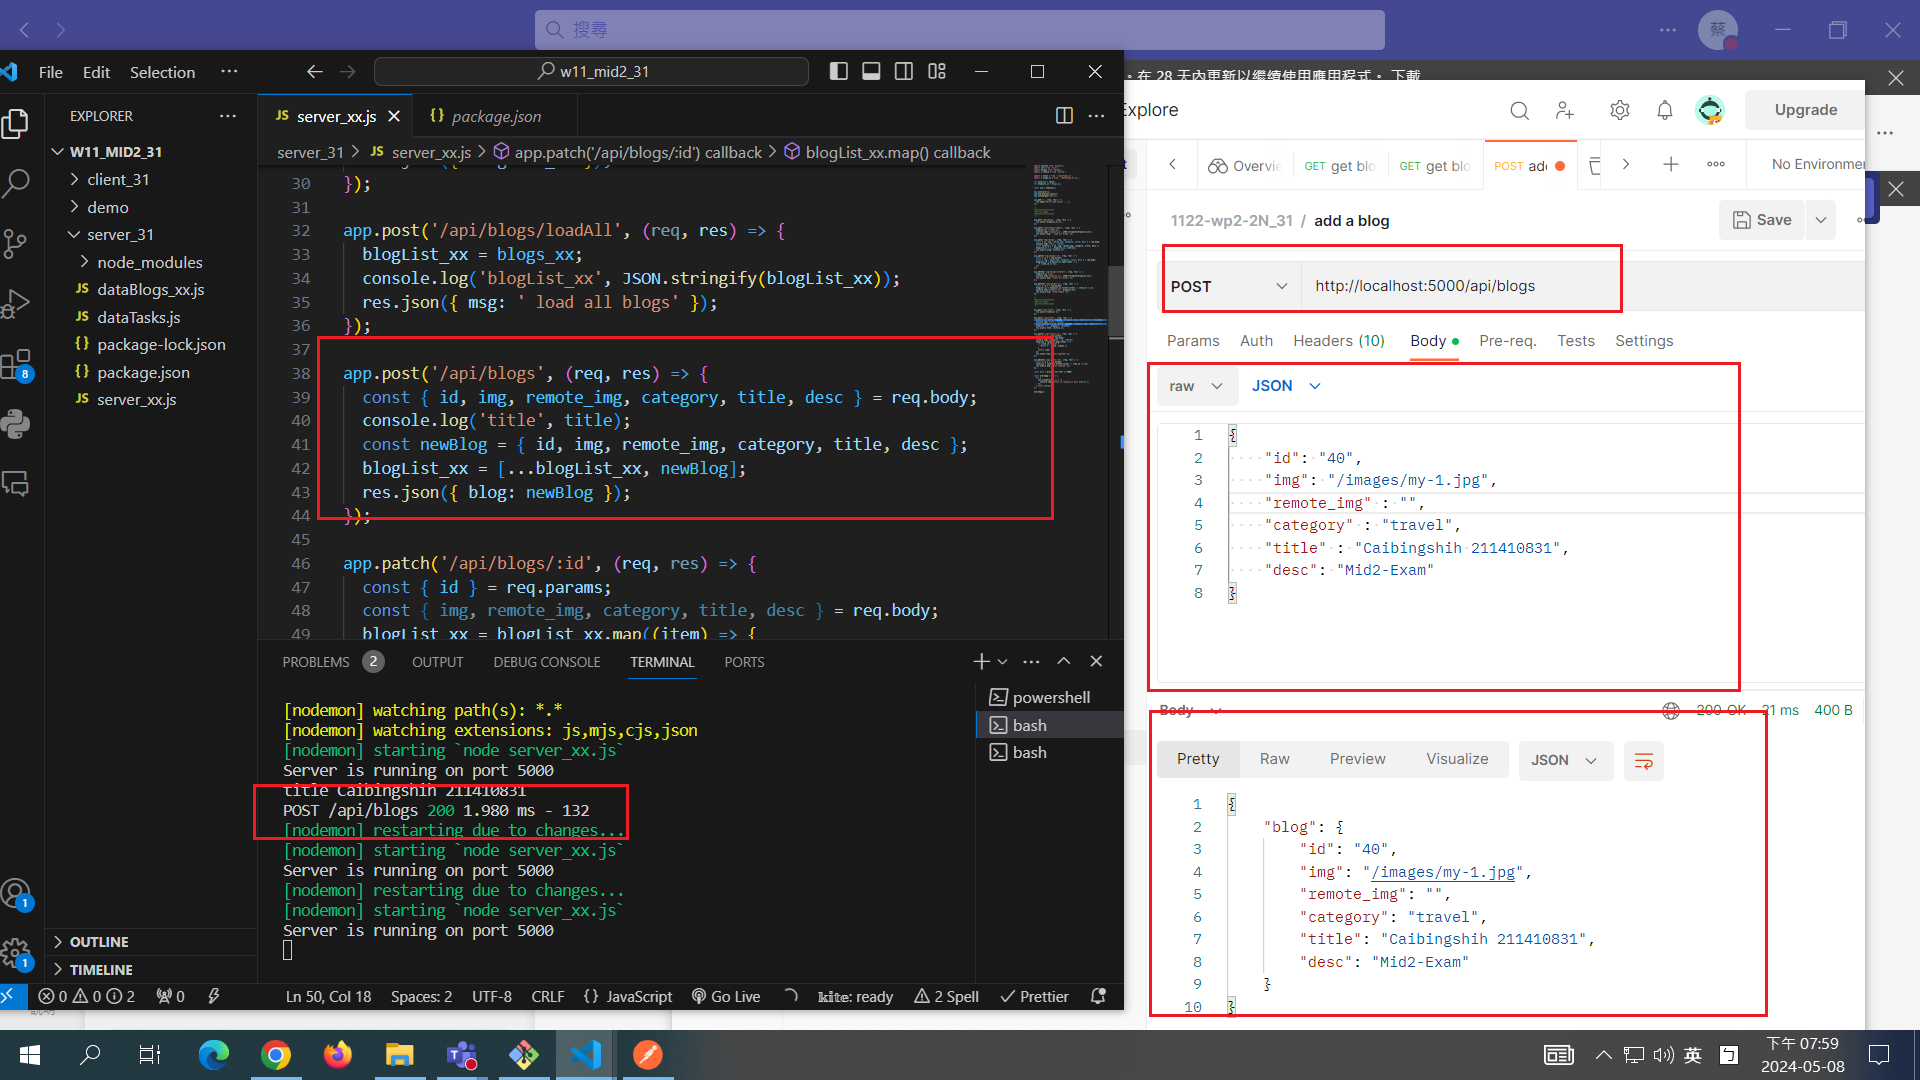 搜尋
蔡
File Edit Selection ...
w11_mid2_31
在 28 天內更新以繼續使用應用程式。 下載
EXPLORER
W11_MID2_31
client_31
demo
server_31
node_modules
dataBlogs_xx.js
dataTasks.js
package-lock.json
package.json
server_xx.js
OUTLINE
TIMELINE
server_xx.js
package.json
server_31 > server_xx.js > app.patch('/api/blogs/:id') callback > blogList_xx.map() callback
30 });
31
32 app.post('/api/blogs/loadAll', (req, res) => {
33 blogList_xx = blogs_xx;
34 console.log('blogList_xx', JSON.stringify(blogList_xx));
35 res.json({ msg: ' load all blogs' });
36 });
37
38 app.post('/api/blogs', (req, res) => {
39 const { id, img, remote_img, category, title, desc } = req.body;
40 console.log('title', title);
41 const newBlog = { id, img, remote_img, category, title, desc };
42 blogList_xx = [...blogList_xx, newBlog];
43 res.json({ blog: newBlog });
44 });
45
46 app.patch('/api/blogs/:id', (req, res) => {
47 const { id } = req.params;
48 const { img, remote_img, category, title, desc } = req.body;
49 blogList_xx = blogList_xx.map((item) => {
PROBLEMS 2 OUTPUT DEBUG CONSOLE TERMINAL PORTS
[nodemon] watching path(s): *.*
[nodemon] watching extensions: js,mjs,cjs,json
[nodemon] starting `node server_xx.js`
Server is running on port 5000
title Caibingshih 211410831
POST /api/blogs 200 1.980 ms - 132
[nodemon] restarting due to changes...
[nodemon] starting `node server_xx.js`
Server is running on port 5000
[nodemon] restarting due to changes...
[nodemon] starting `node server_xx.js`
Server is running on port 5000
powershell
bash
bash
8
1
1
0 0 2 0 Ln 50, Col 18 Spaces: 2 UTF-8 CRLF {} JavaScript Go Live kite: ready 2 Spell Prettier
Explore
Upgrade
Overvie GET get blo GET get blo POST add No Environmen
1122-wp2-2N_31 / add a blog
Save
POST http://localhost:5000/api/blogs
Params Auth Headers (10) Body Pre-req. Tests Settings
raw JSON
1 {
2 "id": "40",
3 "img": "/images/my-1.jpg",
4 "remote_img" : "",
5 "category" : "travel",
6 "title" : "Caibingshih 211410831",
7 "desc": "Mid2-Exam"
8 }
Body 200 OK 21 ms 400 B
Pretty Raw Preview Visualize JSON
1 {
2 "blog": {
3 "id": "40",
4 "img": "/images/my-1.jpg",
5 "remote_img": "",
6 "category": "travel",
7 "title": "Caibingshih 211410831",
8 "desc": "Mid2-Exam"
9 }
10 }
英
下午 07:59
2024-05-08